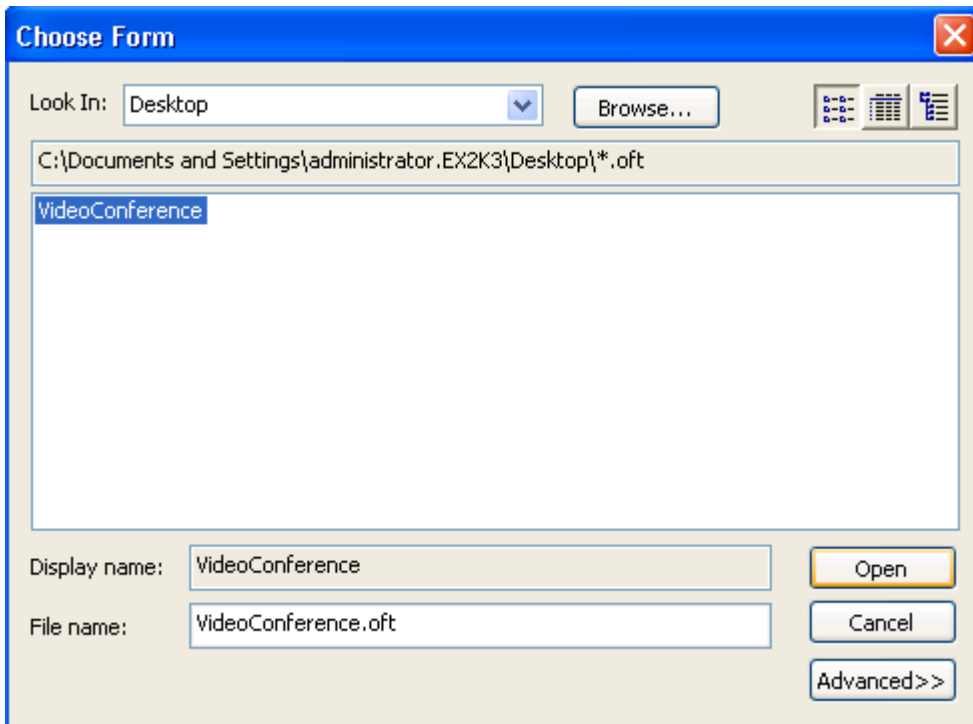 Choose Form
Look In: Desktop Browse...
C:\Documents and Settings\administrator.EX2K3\Desktop\*.oft
VideoConference
Display name: VideoConference Open
File name: VideoConference.oft Cancel
Advanced>>